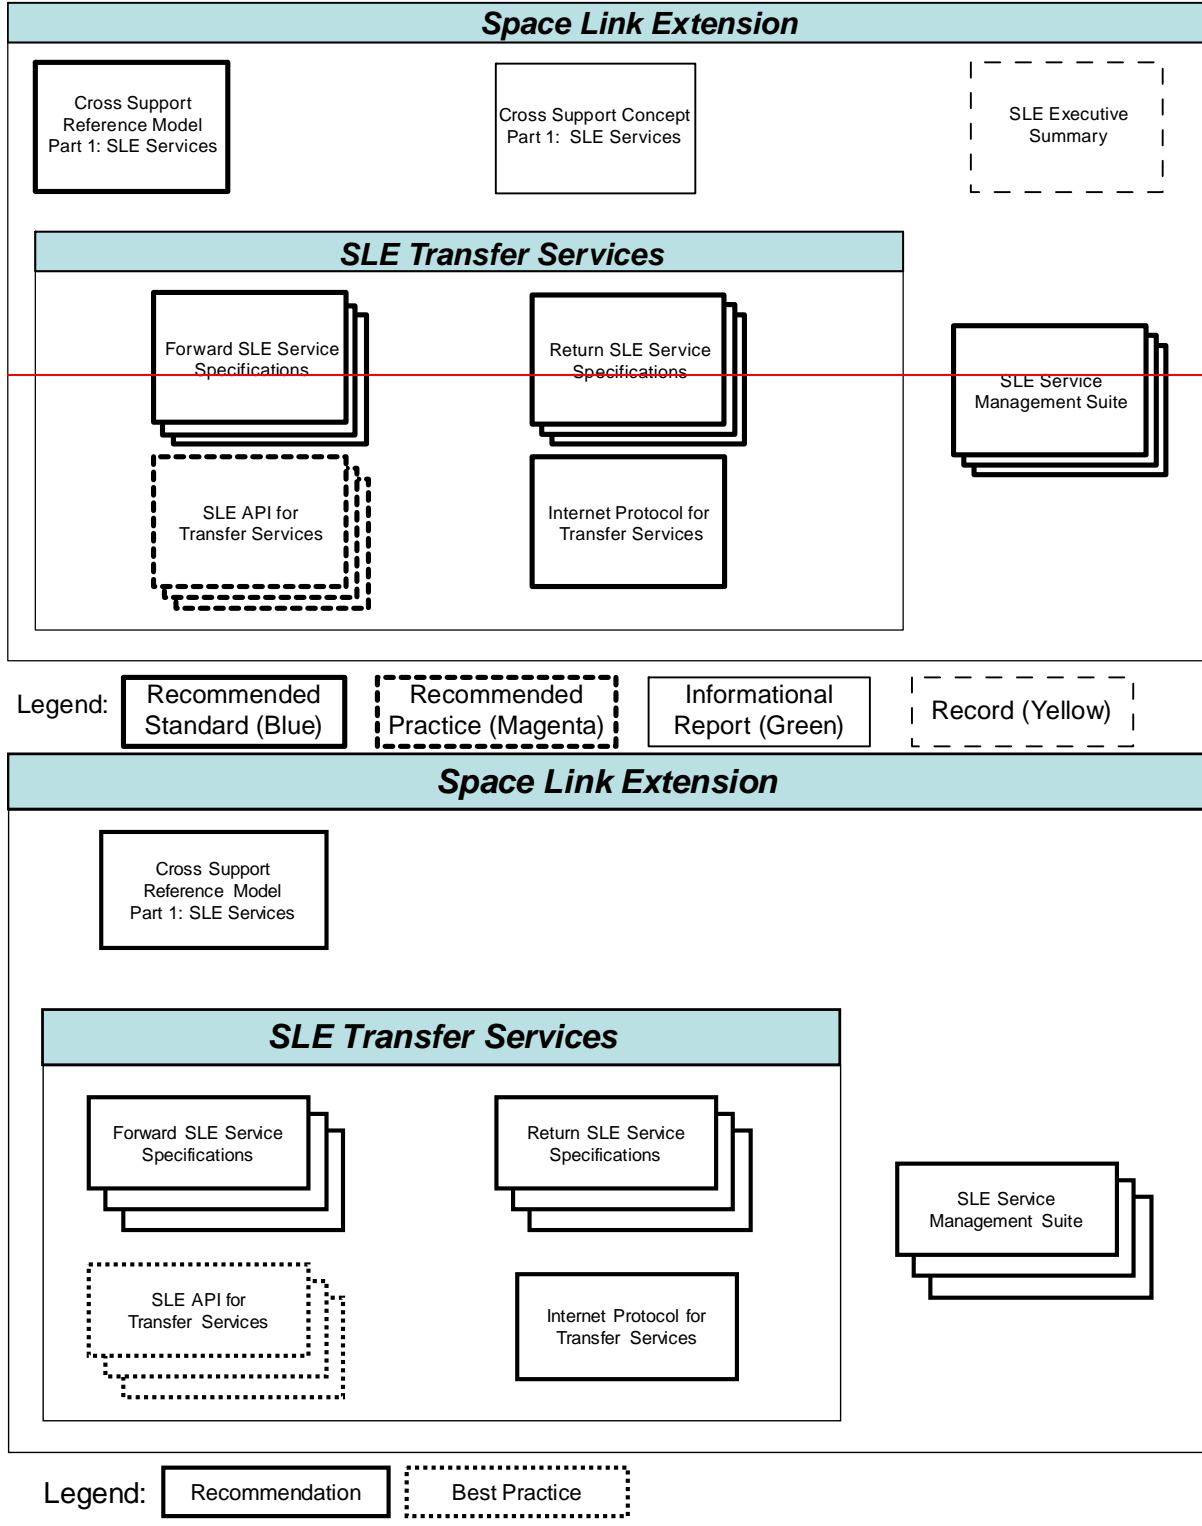 Space Link Extension
Cross Support
Reference Model
Part 1: SLE Services
Cross Support Concept
Part 1: SLE Services
SLE Executive
Summary
SLE Transfer Services
Forward SLE Service
Specifications
Return SLE Service
Specifications
SLE Service
Management Suite
SLE API for
Transfer Services
Internet Protocol for
Transfer Services
Legend:
Recommended
Standard (Blue)
Recommended
Practice (Magenta)
Informational
Report (Green)
Record (Yellow)
Space Link Extension
Cross Support
Reference Model
Part 1: SLE Services
SLE Transfer Services
Forward SLE Service
Specifications
Return SLE Service
Specifications
SLE Service
Management Suite
SLE API for
Transfer Services
Internet Protocol for
Transfer Services
Legend:
Recommendation
Best Practice